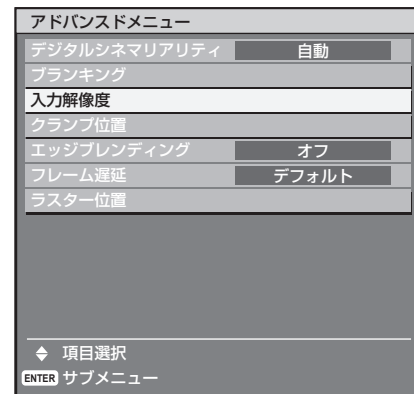 アドバンスドメニュー
デジタルシネマリアリティ 自動
ブランキング
入力解像度
クランプ位置
エッジブレンディング オフ
フレーム遅延 デフォルト
ラスター位置
項目選択
ENTER サブメニュー